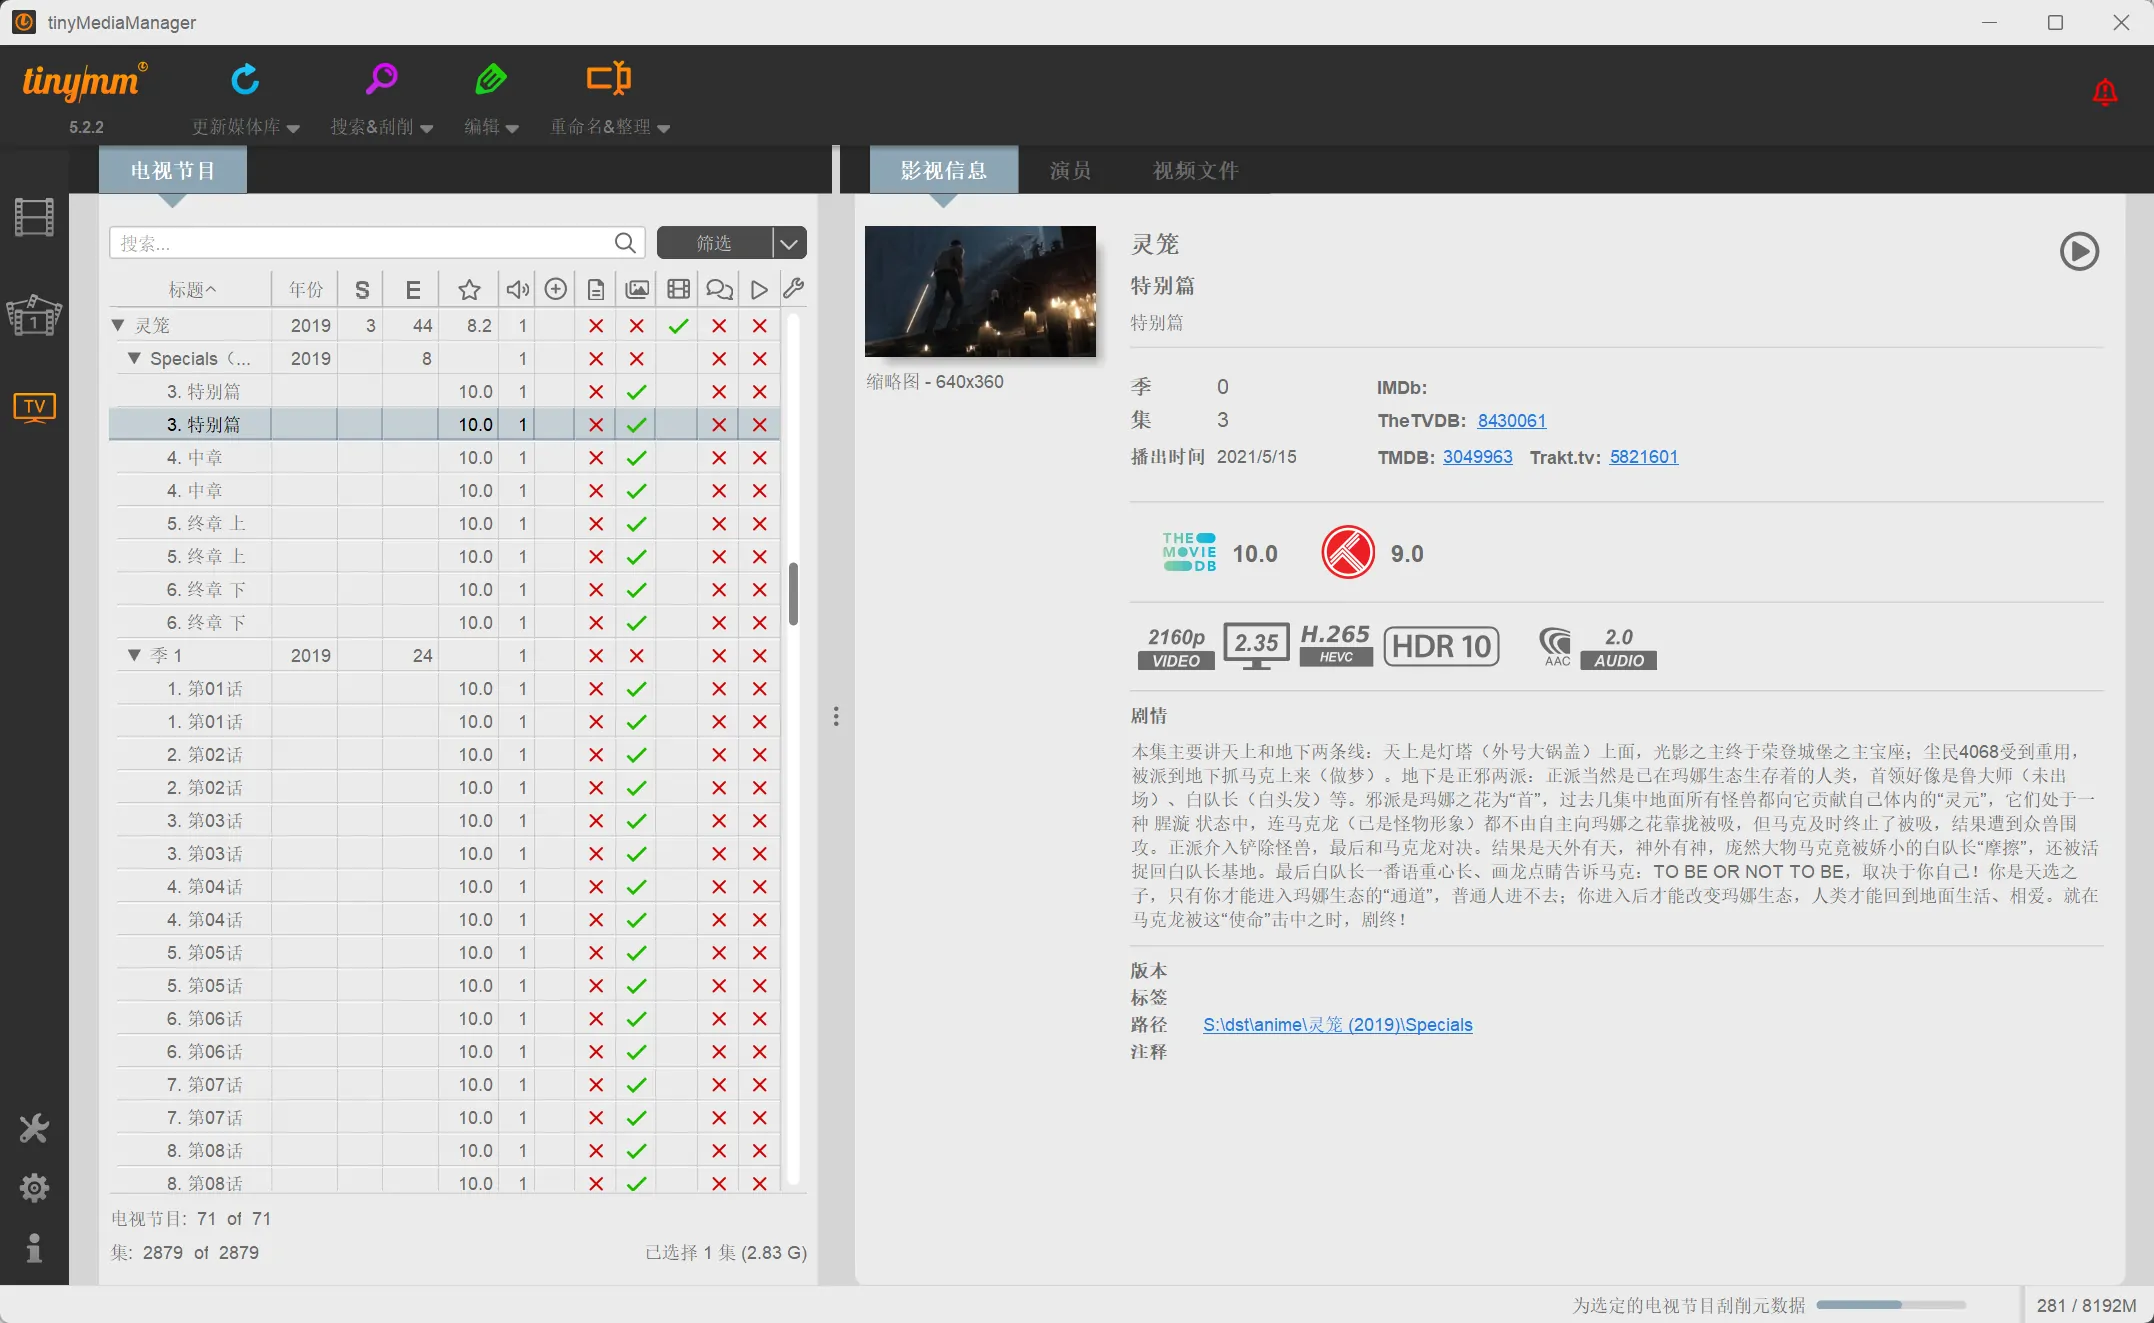 tinyMediaManager
tinymm
5.2.2
更新媒体库
搜索&刮削
编辑
重命名&整理
电视节目
影视信息
演员
视频文件
1
TV
搜索...
筛选
标题 年份 S E
灵笼 2019 3 44 8.2 1
Specials（... 2019 8 1
3. 特别篇 10.0 1
3. 特别篇 10.0 1
4. 中章 10.0 1
4. 中章 10.0 1
5. 终章 上 10.0 1
5. 终章 上 10.0 1
6. 终章 下 10.0 1
6. 终章 下 10.0 1
季 1 2019 24 1
1. 第01话 10.0 1
1. 第01话 10.0 1
2. 第02话 10.0 1
2. 第02话 10.0 1
3. 第03话 10.0 1
3. 第03话 10.0 1
4. 第04话 10.0 1
4. 第04话 10.0 1
5. 第05话 10.0 1
5. 第05话 10.0 1
6. 第06话 10.0 1
6. 第06话 10.0 1
7. 第07话 10.0 1
7. 第07话 10.0 1
8. 第08话 10.0 1
8. 第08话 10.0 1
电视节目: 71 of 71
集: 2879 of 2879
已选择 1 集 (2.83 G)
缩略图 - 640x360
灵笼
特别篇
特别篇
季 0 IMDb:
集 3 TheTVDB: 8430061
播出时间 2021/5/15 TMDB: 3049963 Trakt.tv: 5821601
THE MOVIE DB 10.0 9.0
2160p VIDEO 2.35 H.265 HEVC HDR 10 AAC 2.0 AUDIO
剧情
本集主要讲天上和地下两条线：天上是灯塔（外号大锅盖）上面，光影之主终于荣登城堡之主宝座；尘民4068受到重用，
被派到地下抓马克上来（做梦）。地下是正邪两派：正派当然是已在玛娜生态生存着的人类，首领好像是鲁大师（未出
场）、白队长（白头发）等。邪派是玛娜之花为“首”，过去几集中地面所有怪兽都向它贡献自己体内的“灵元”，它们处于一
种 腥漩 状态中，连马克龙（已是怪物形象）都不由自主向玛娜之花靠拢被吸，但马克及时终止了被吸，结果遭到众兽围
攻。正派介入铲除怪兽，最后和马克龙对决。结果是天外有天，神外有神，庞然大物马克竟被娇小的白队长“摩擦”，还被活
捉回白队长基地。最后白队长一番语重心长、画龙点睛告诉马克：TO BE OR NOT TO BE，取决于你自己！你是天选之
子，只有你才能进入玛娜生态的“通道”，普通人进不去；你进入后才能改变玛娜生态，人类才能回到地面生活、相爱。就在
马克龙被这“使命”击中之时，剧终！
版本
标签
路径 S:\dst\anime\灵笼 (2019)\Specials
注释
为选定的电视节目刮削元数据
281 / 8192M